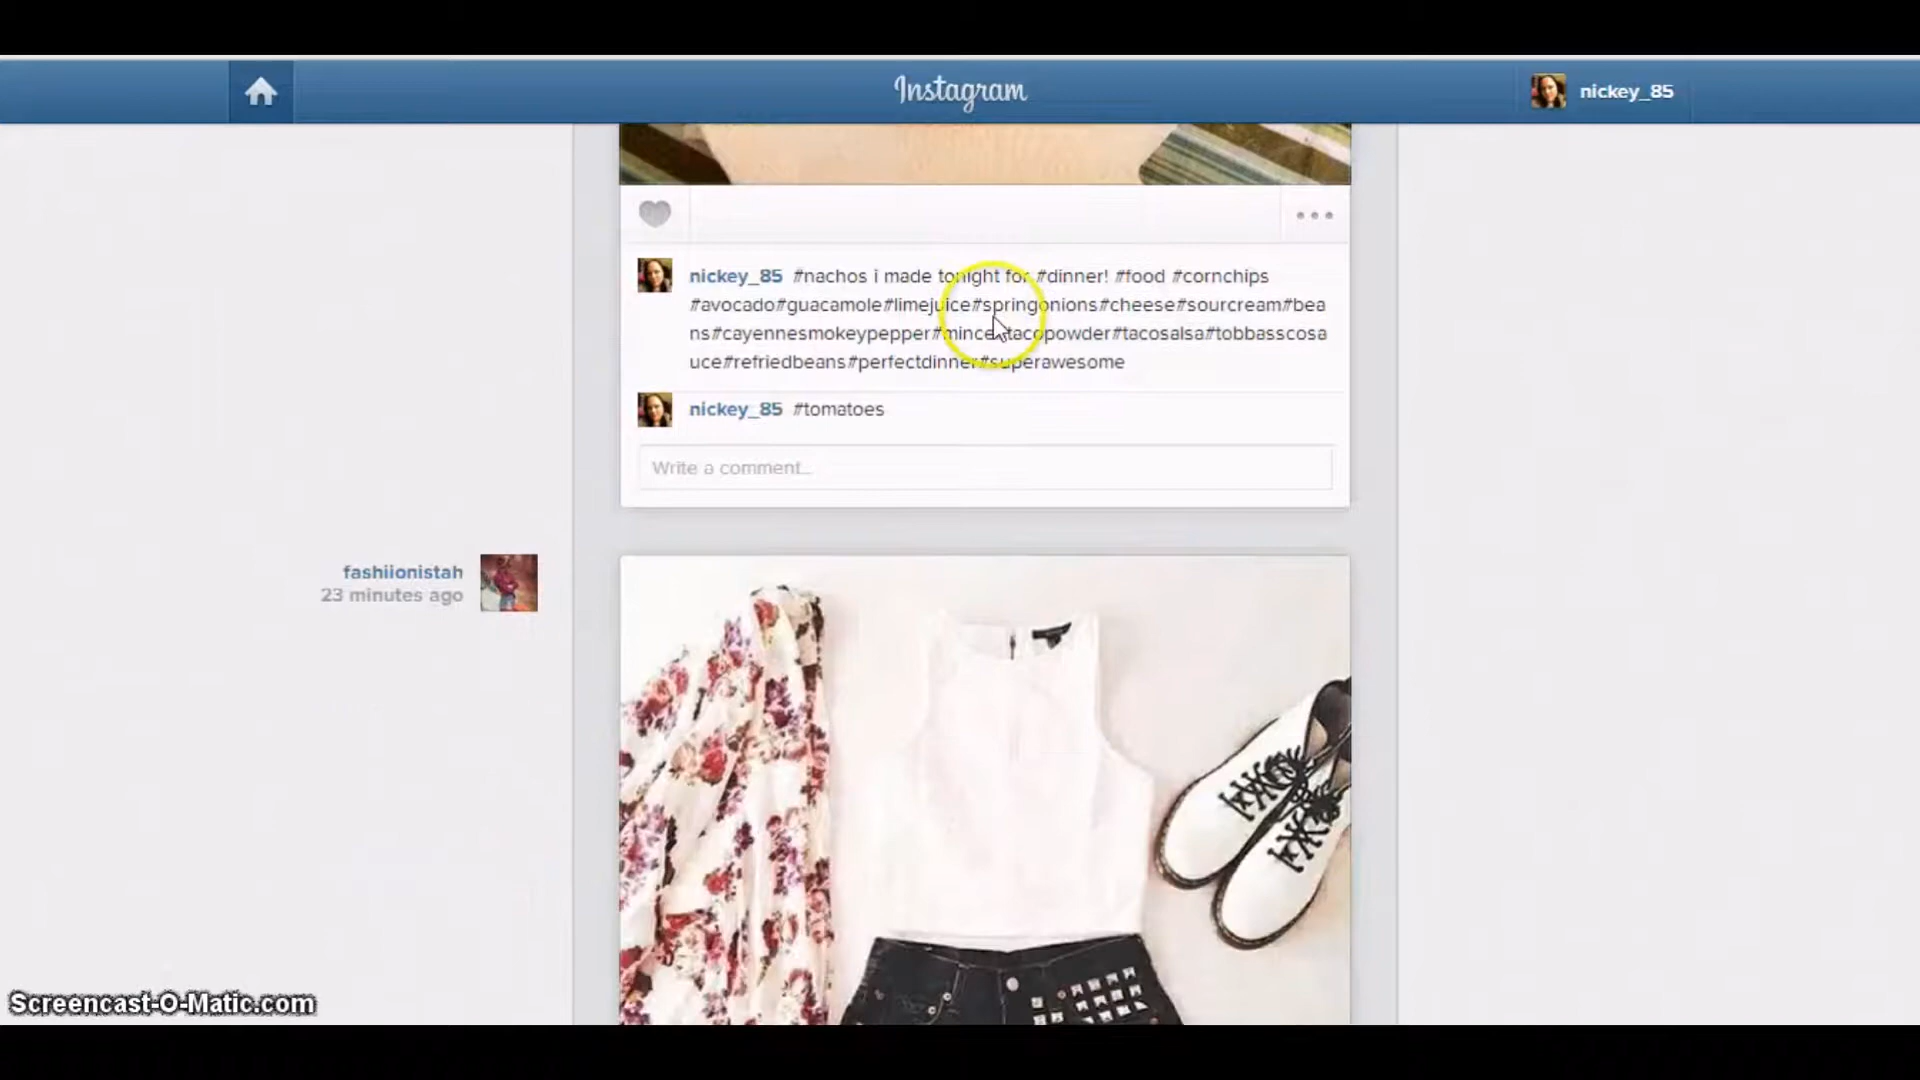 Instagram
nickey_85
nickey_85 #nachos i made tonight for #dinner! #food #cornchips
#avocado#guacamole#limejuice#springonions#cheese#sourcream#bea
ns#cayennesmokeypepper#mince#tacopowder#tacosalsa#tobbasscosa
uce#refriedbeans#perfectdinner#superawesome
nickey_85 #tomatoes
Write a comment...
fashiionistah
23 minutes ago
Screencast-O-Matic.com